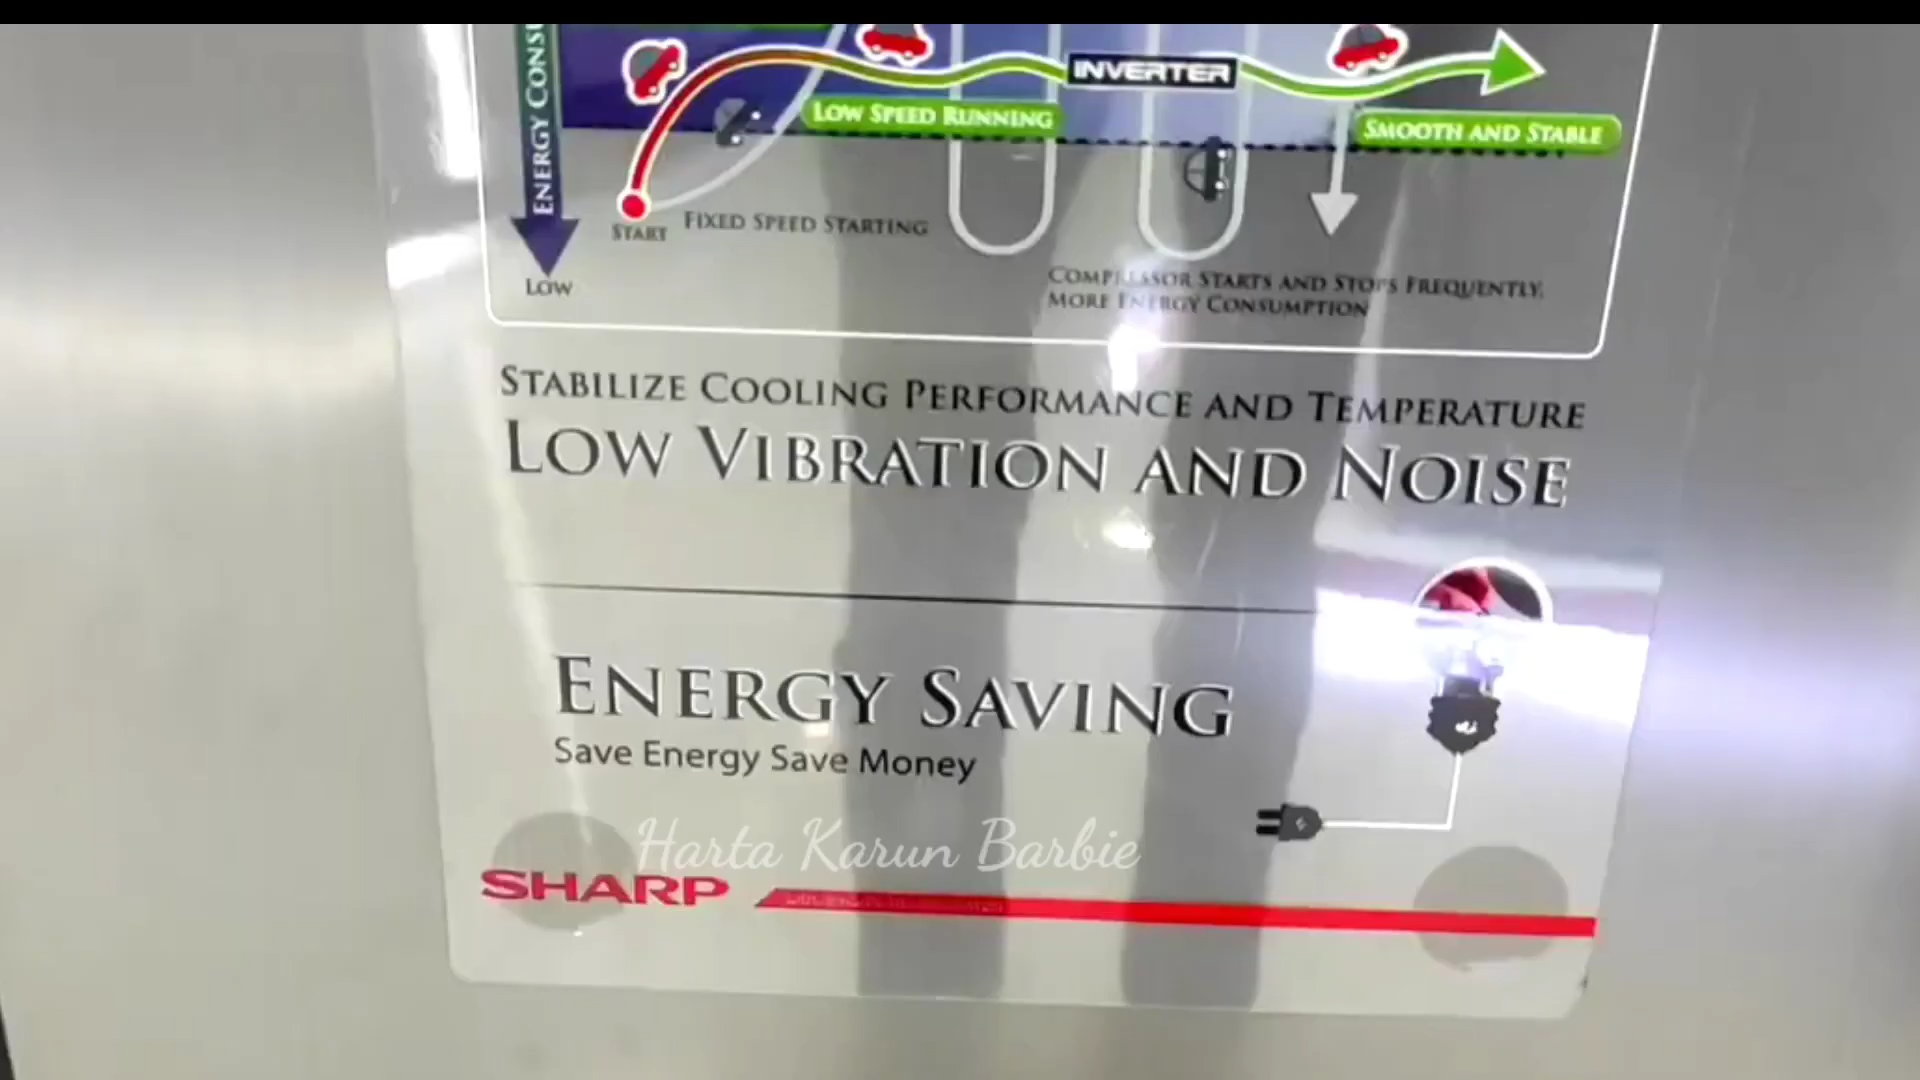 ENERGY
INVERTER
LOW SPEED RUNNING
SMOOTH AND STABLE
START
FIXED SPEED STARTING
LOW
COMPRESSOR STARTS AND STOPS FREQUENTLY,
MORE ENERGY CONSUMPTION
STABILIZE COOLING PERFORMANCE AND TEMPERATURE
LOW VIBRATION AND NOISE
ENERGY SAVING
Save Energy Save Money
Harta Karun Barbie
SHARP